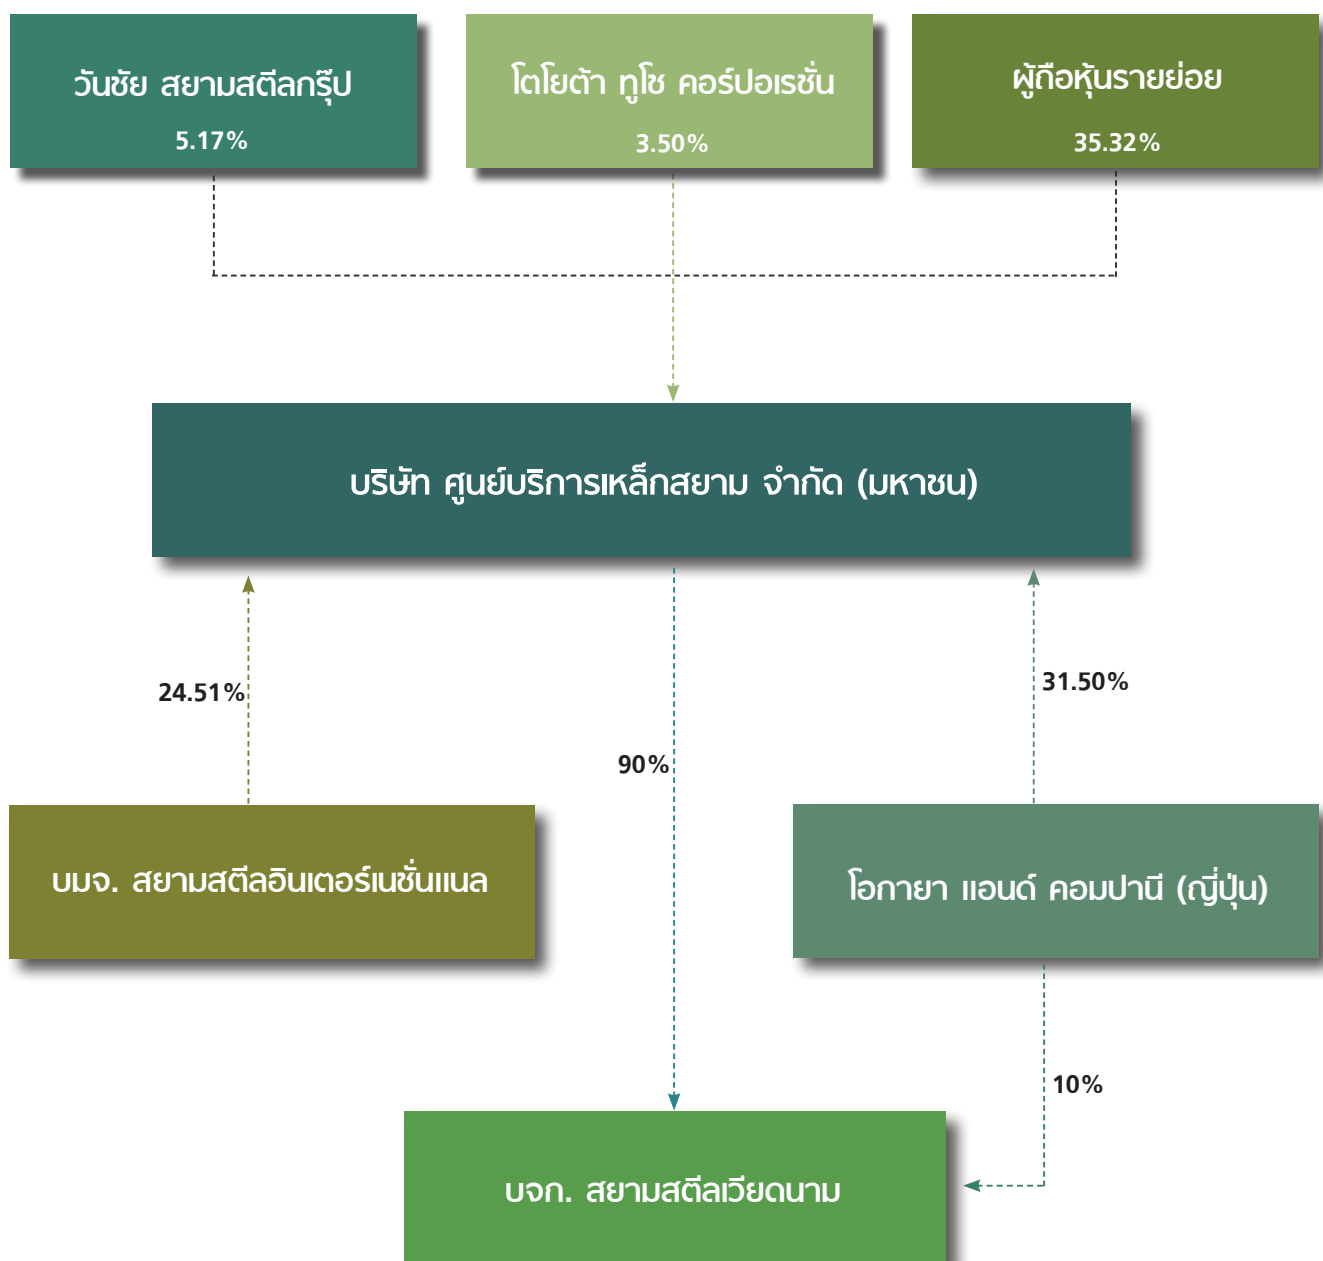 วันชัย สยามสตีลกรุ๊ป
5.17%
โตโยต้า ทูโช คอร์ปอเรชั่น
3.50%
ผู้ถือหุ้นรายย่อย
35.32%
บริษัท ศูนย์บริการเหล็กสยาม จำกัด (มหาชน)
24.51%
31.50%
90%
บมจ. สยามสตีลอินเตอร์เนชั่นแนล
โอกายา แอนด์ คอมปานี (ญี่ปุ่น)
10%
บจก. สยามสตีลเวียดนาม